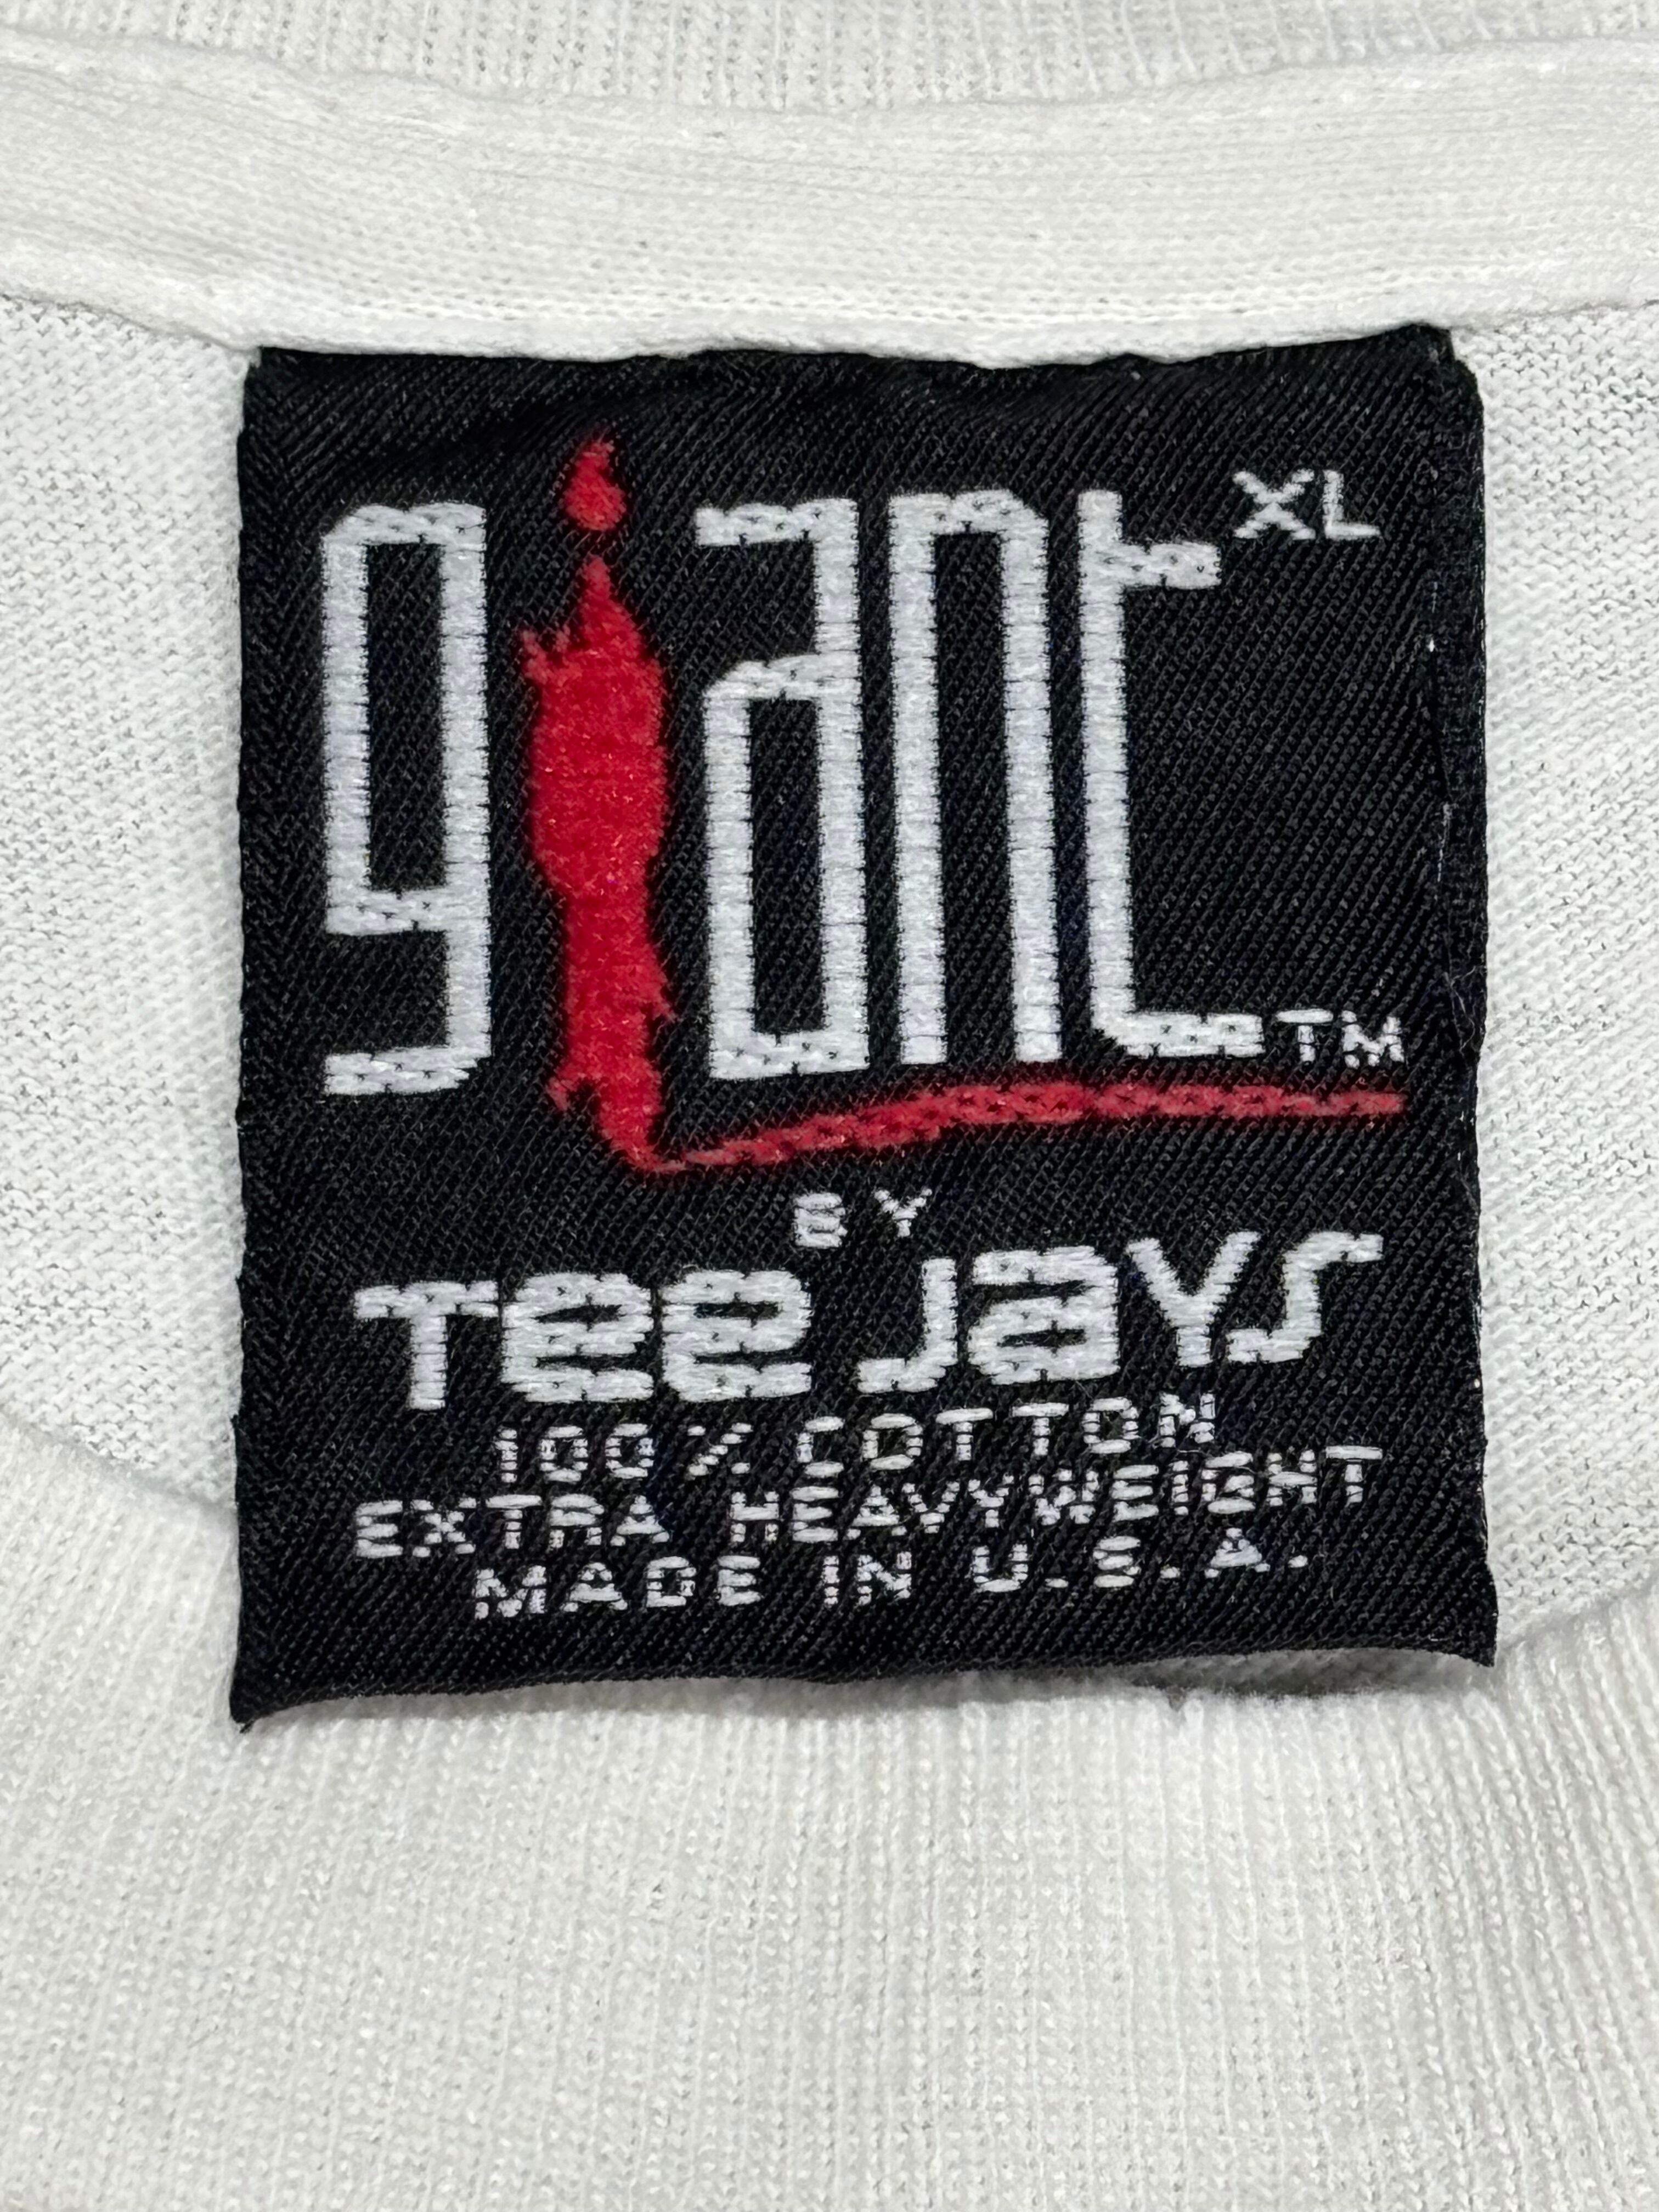 giant XL
TM
BY
Tee Jays
100% COTTON
EXTRA HEAVYWEIGHT
MADE IN U.S.A.